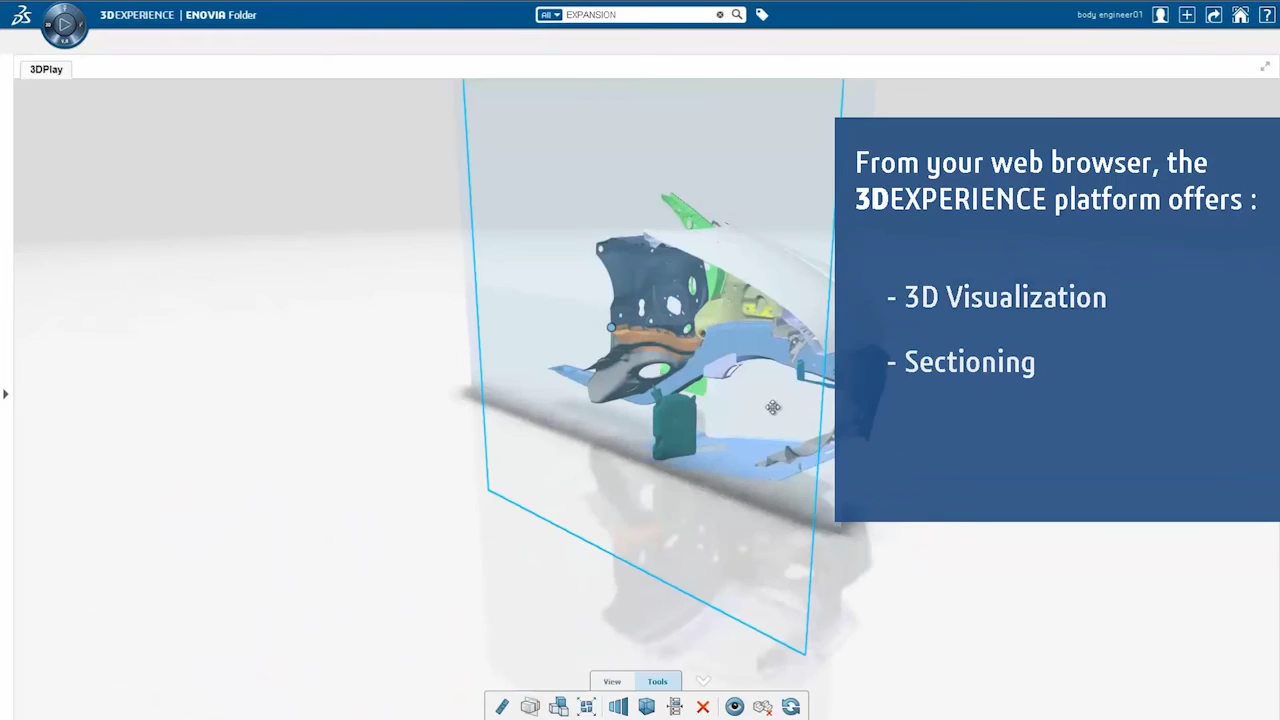 3DEXPERIENCE | ENOVIA Folder
All
EXPANSION
body engineer01
3DPlay
From your web browser, the
3DEXPERIENCE platform offers :
- 3D Visualization
- Sectioning
View
Tools